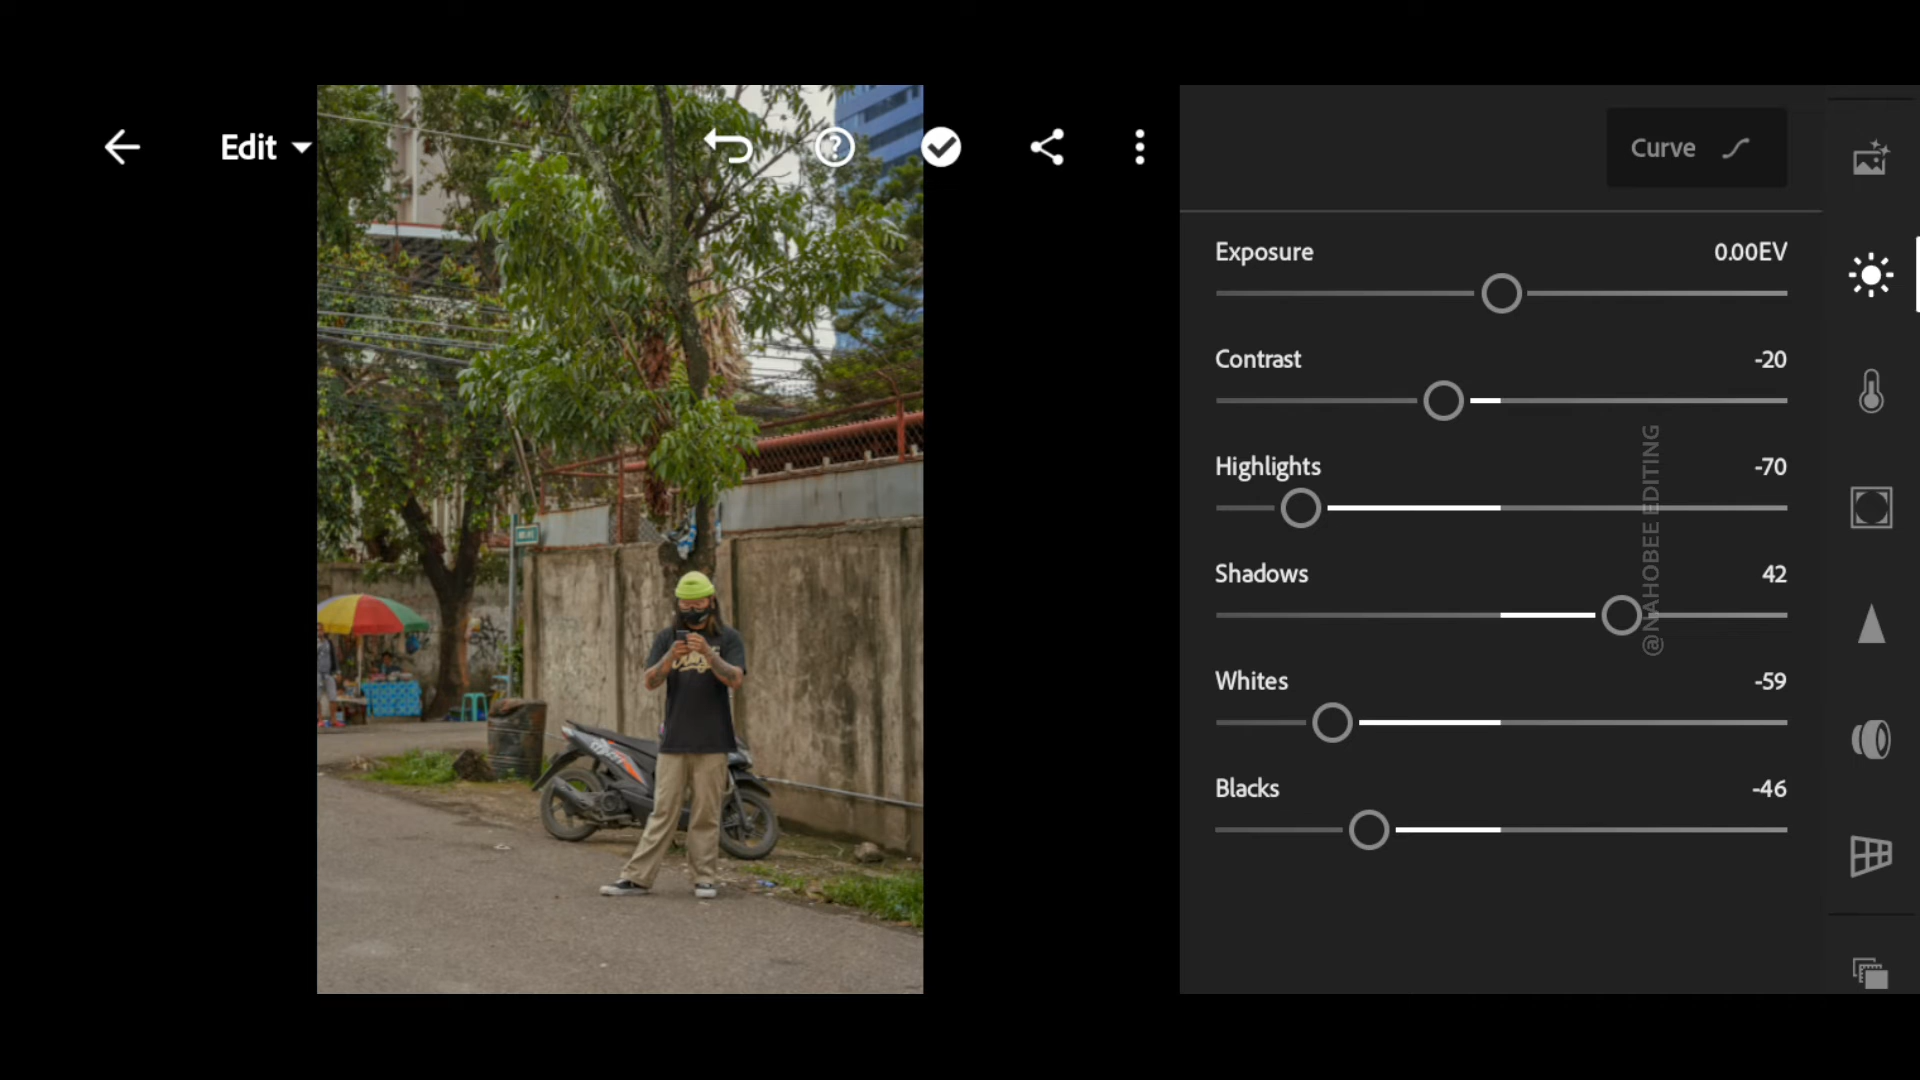 Edit
Curve
Exposure 0.00EV
Contrast -20
Highlights -70
Shadows 42
Whites -59
Blacks -46
@NAHOBEE EDITING